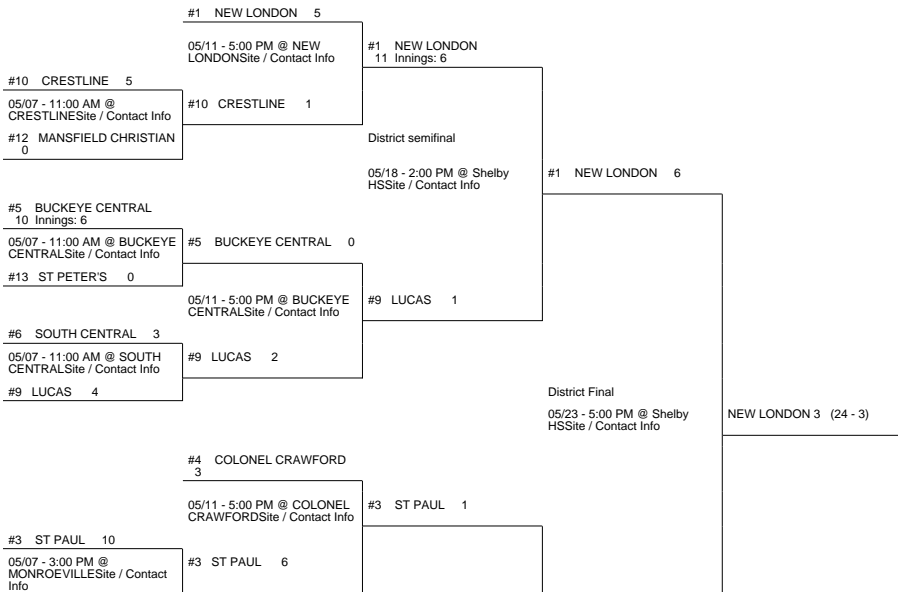 #1 NEW LONDON 5
05/11 - 5:00 PM @ NEW
LONDONSite / Contact Info
#1 NEW LONDON
11 Innings: 6
#10 CRESTLINE 5
05/07 - 11:00 AM @
CRESTLINESite / Contact Info
#10 CRESTLINE 1
#12 MANSFIELD CHRISTIAN
0
District semifinal
05/18 - 2:00 PM @ Shelby
HSSite / Contact Info
#1 NEW LONDON 6
#5 BUCKEYE CENTRAL
10 Innings: 6
05/07 - 11:00 AM @ BUCKEYE
CENTRALSite / Contact Info
#5 BUCKEYE CENTRAL 0
#13 ST PETER'S 0
05/11 - 5:00 PM @ BUCKEYE
CENTRALSite / Contact Info
#9 LUCAS 1
#6 SOUTH CENTRAL 3
05/07 - 11:00 AM @ SOUTH
CENTRALSite / Contact Info
#9 LUCAS 2
#9 LUCAS 4
District Final
05/23 - 5:00 PM @ Shelby
HSSite / Contact Info
NEW LONDON 3 (24 - 3)
#4 COLONEL CRAWFORD
3
05/11 - 5:00 PM @ COLONEL
CRAWFORDSite / Contact Info
#3 ST PAUL 1
#3 ST PAUL 10
05/07 - 3:00 PM @
MONROEVILLESite / Contact
Info
#3 ST PAUL 6